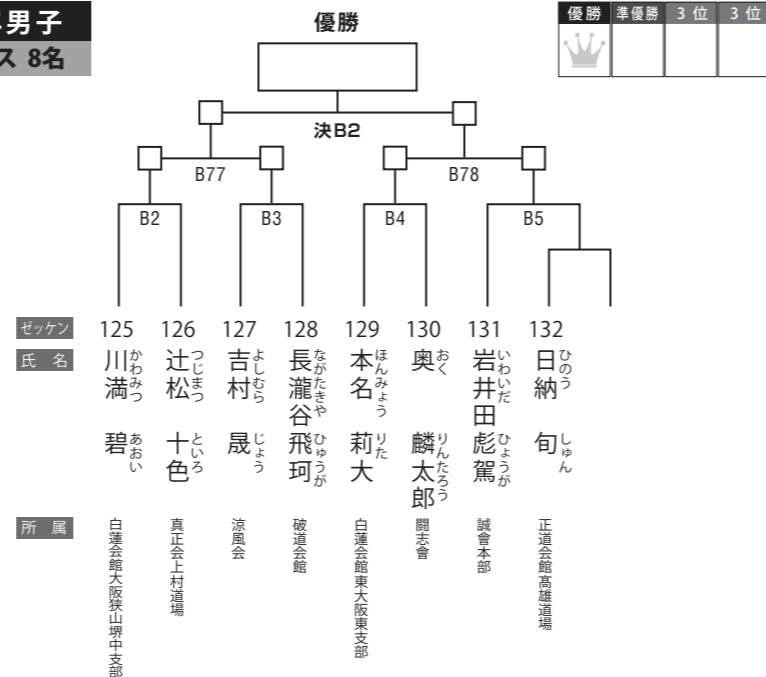 男子
ス 8名
優勝
優勝 準優勝 3位 3位
決B2
B77
B78
B2
B3
B4
B5
ゼッケン
125 126 127 128 129 130 131 132
氏 名
川満 碧
かわみつ あおい
辻松 十色
つじまつ といろ
吉村 晟
よしむら じょう
長瀧谷 飛珂
ながたきや ひゅうが
本名 莉大
ほんみょう りた
奥 麟太郎
おく りんたろう
岩井田 彪駕
いわいだ ひょうが
日納 旬
ひのう しゅん
所 属
白蓮会館大阪狭山堺中支部
真正会上村道場
涼風会
破道会館
白蓮会館東大阪東支部
闘志會
誠會本部
正道会館髙雄道場